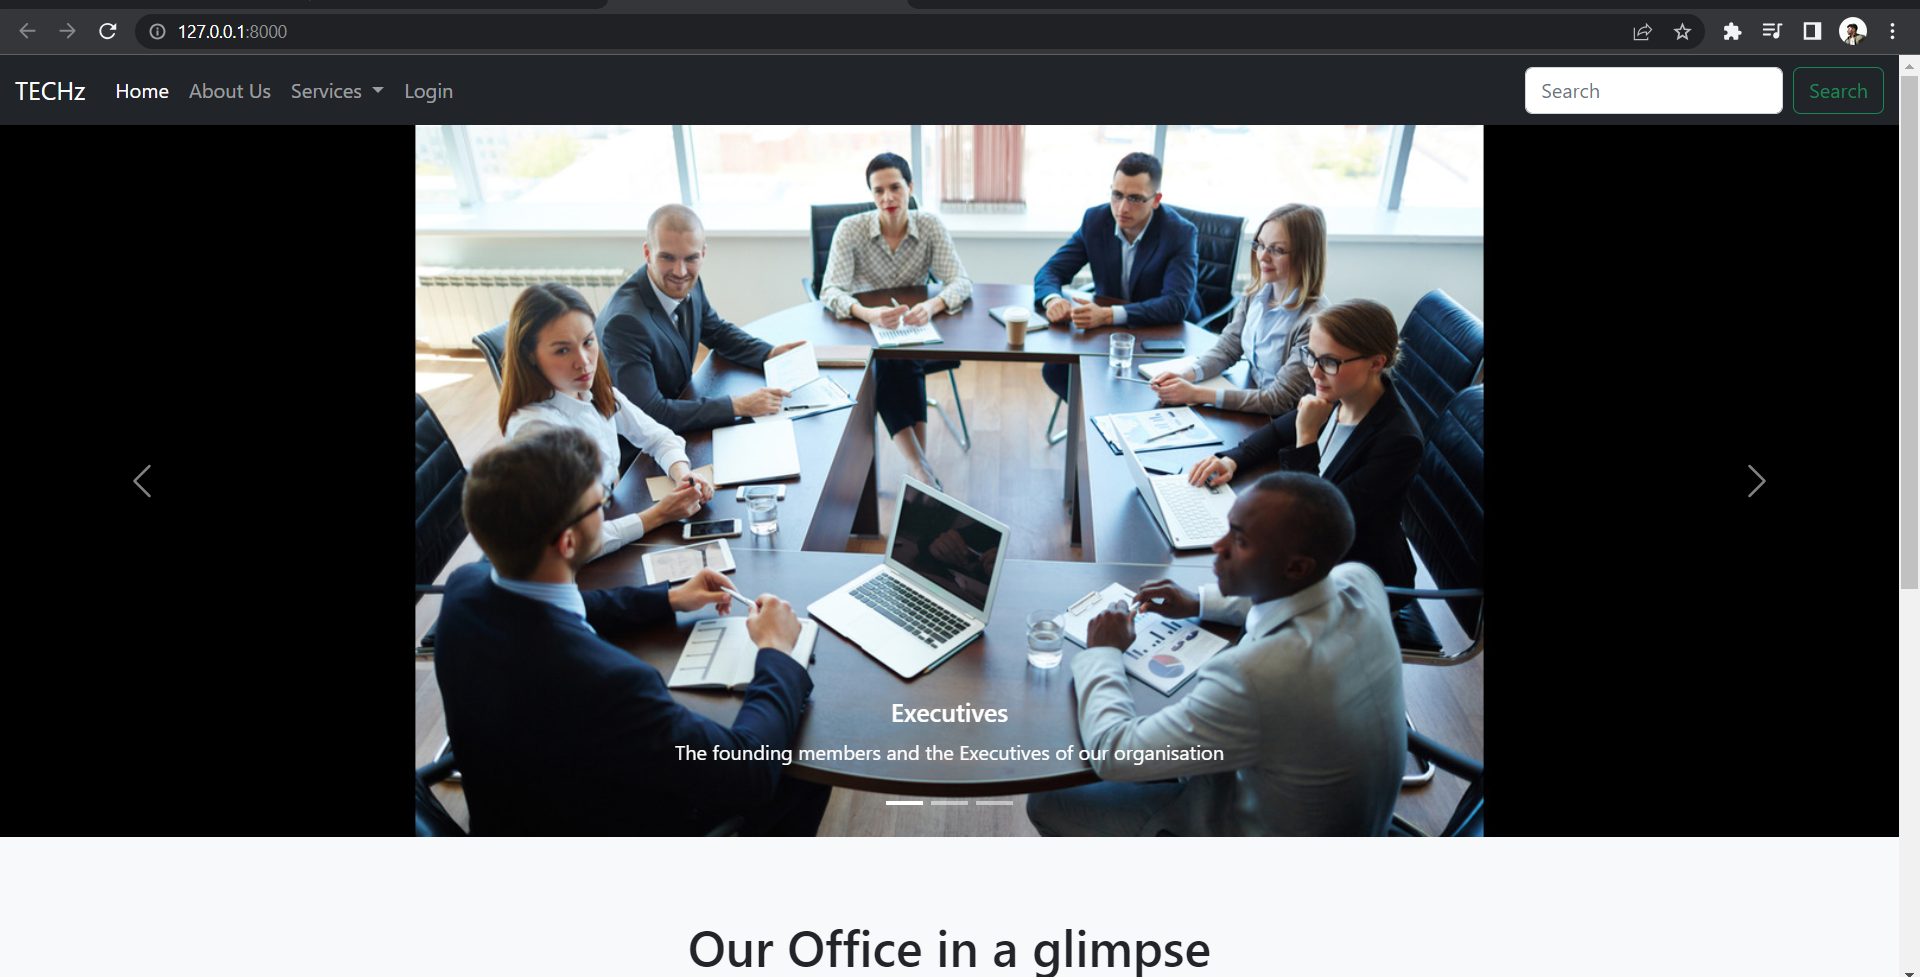 127.0.0.1:8000
TECHz Home About Us Services Login Search Search
Executives
The founding members and the Executives of our organisation
Our Office in a glimpse